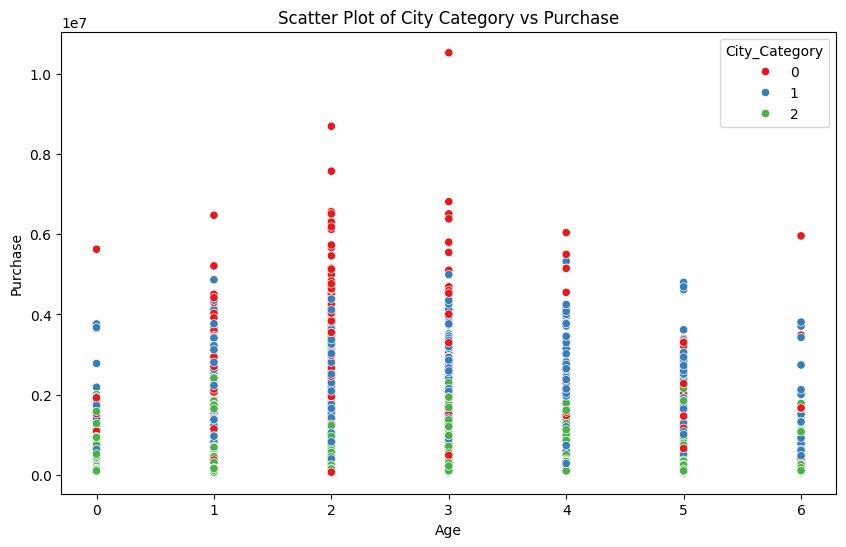 Scatter Plot of City Category vs Purchase
1e7
City_Category
0
1
2
1.0
0.8
0.6
0.4
0.2
0.0
Purchase
0 1 2 3 4 5 6
Age